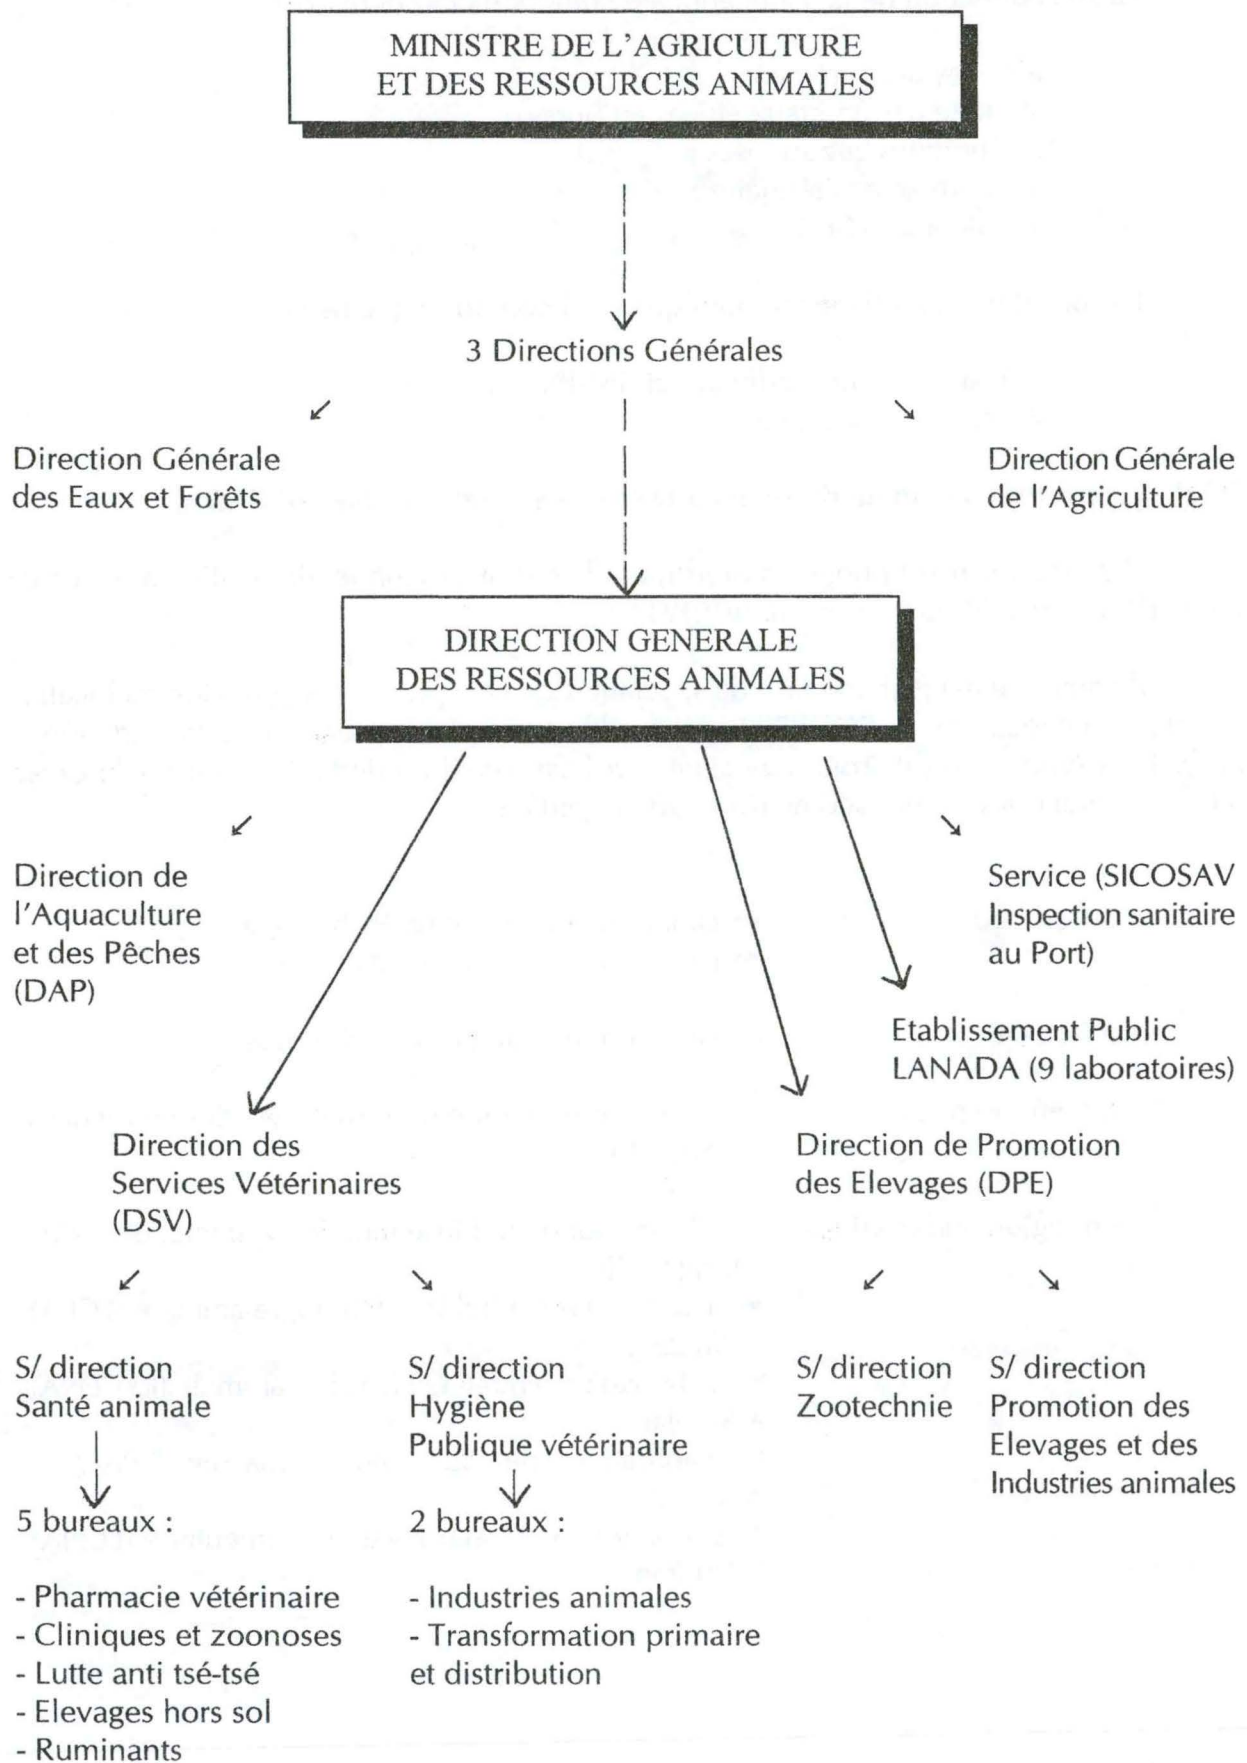 MINISTRE DE L'AGRICULTURE
ET DES RESSOURCES ANIMALES
3 Directions Générales
Direction Générale
des Eaux et Forêts
Direction Générale
de l'Agriculture
DIRECTION GENERALE
DES RESSOURCES ANIMALES
Direction de
l'Aquaculture
et des Pêches
(DAP)
Service (SICOSAV
Inspection sanitaire
au Port)
Etablissement Public
LANADA (9 laboratoires)
Direction des
Services Vétérinaires
(DSV)
Direction de Promotion
des Elevages (DPE)
S/ direction
Santé animale
S/ direction
Hygiène
Publique vétérinaire
S/ direction
Zootechnie
S/ direction
Promotion des
Elevages et des
Industries animales
5 bureaux :
- Pharmacie vétérinaire
- Cliniques et zoonoses
- Lutte anti tsé-tsé
- Elevages hors sol
- Ruminants
2 bureaux :
- Industries animales
- Transformation primaire
et distribution